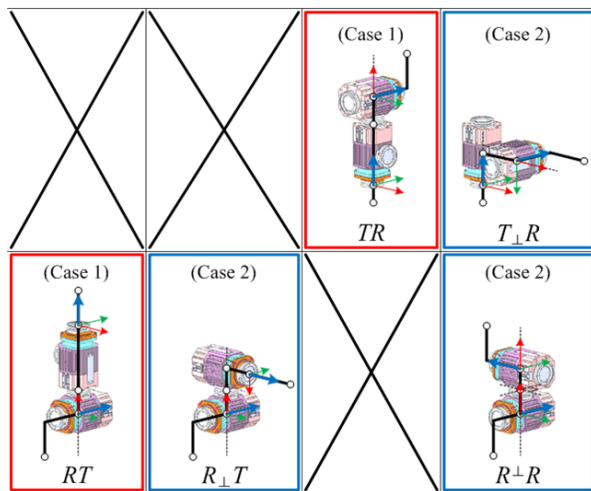 (Case 1)
(Case 2)
TR
T⊥R
(Case 1)
(Case 2)
(Case 2)
RT
R⊥T
R⊥R